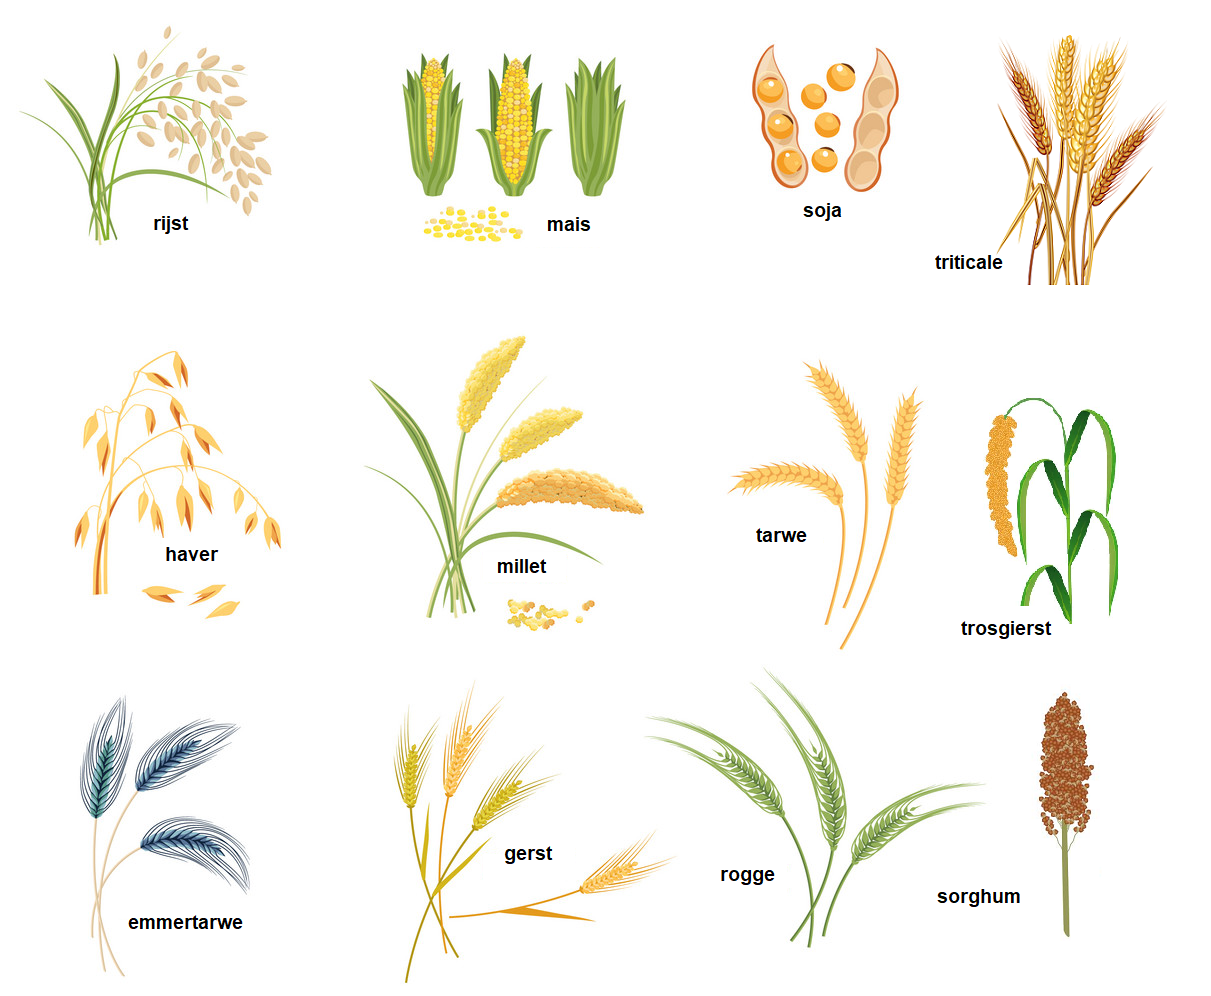 rijst
mais
soja
triticale
haver
millet
tarwe
trosgierst
emmertarwe
gerst
rogge
sorghum